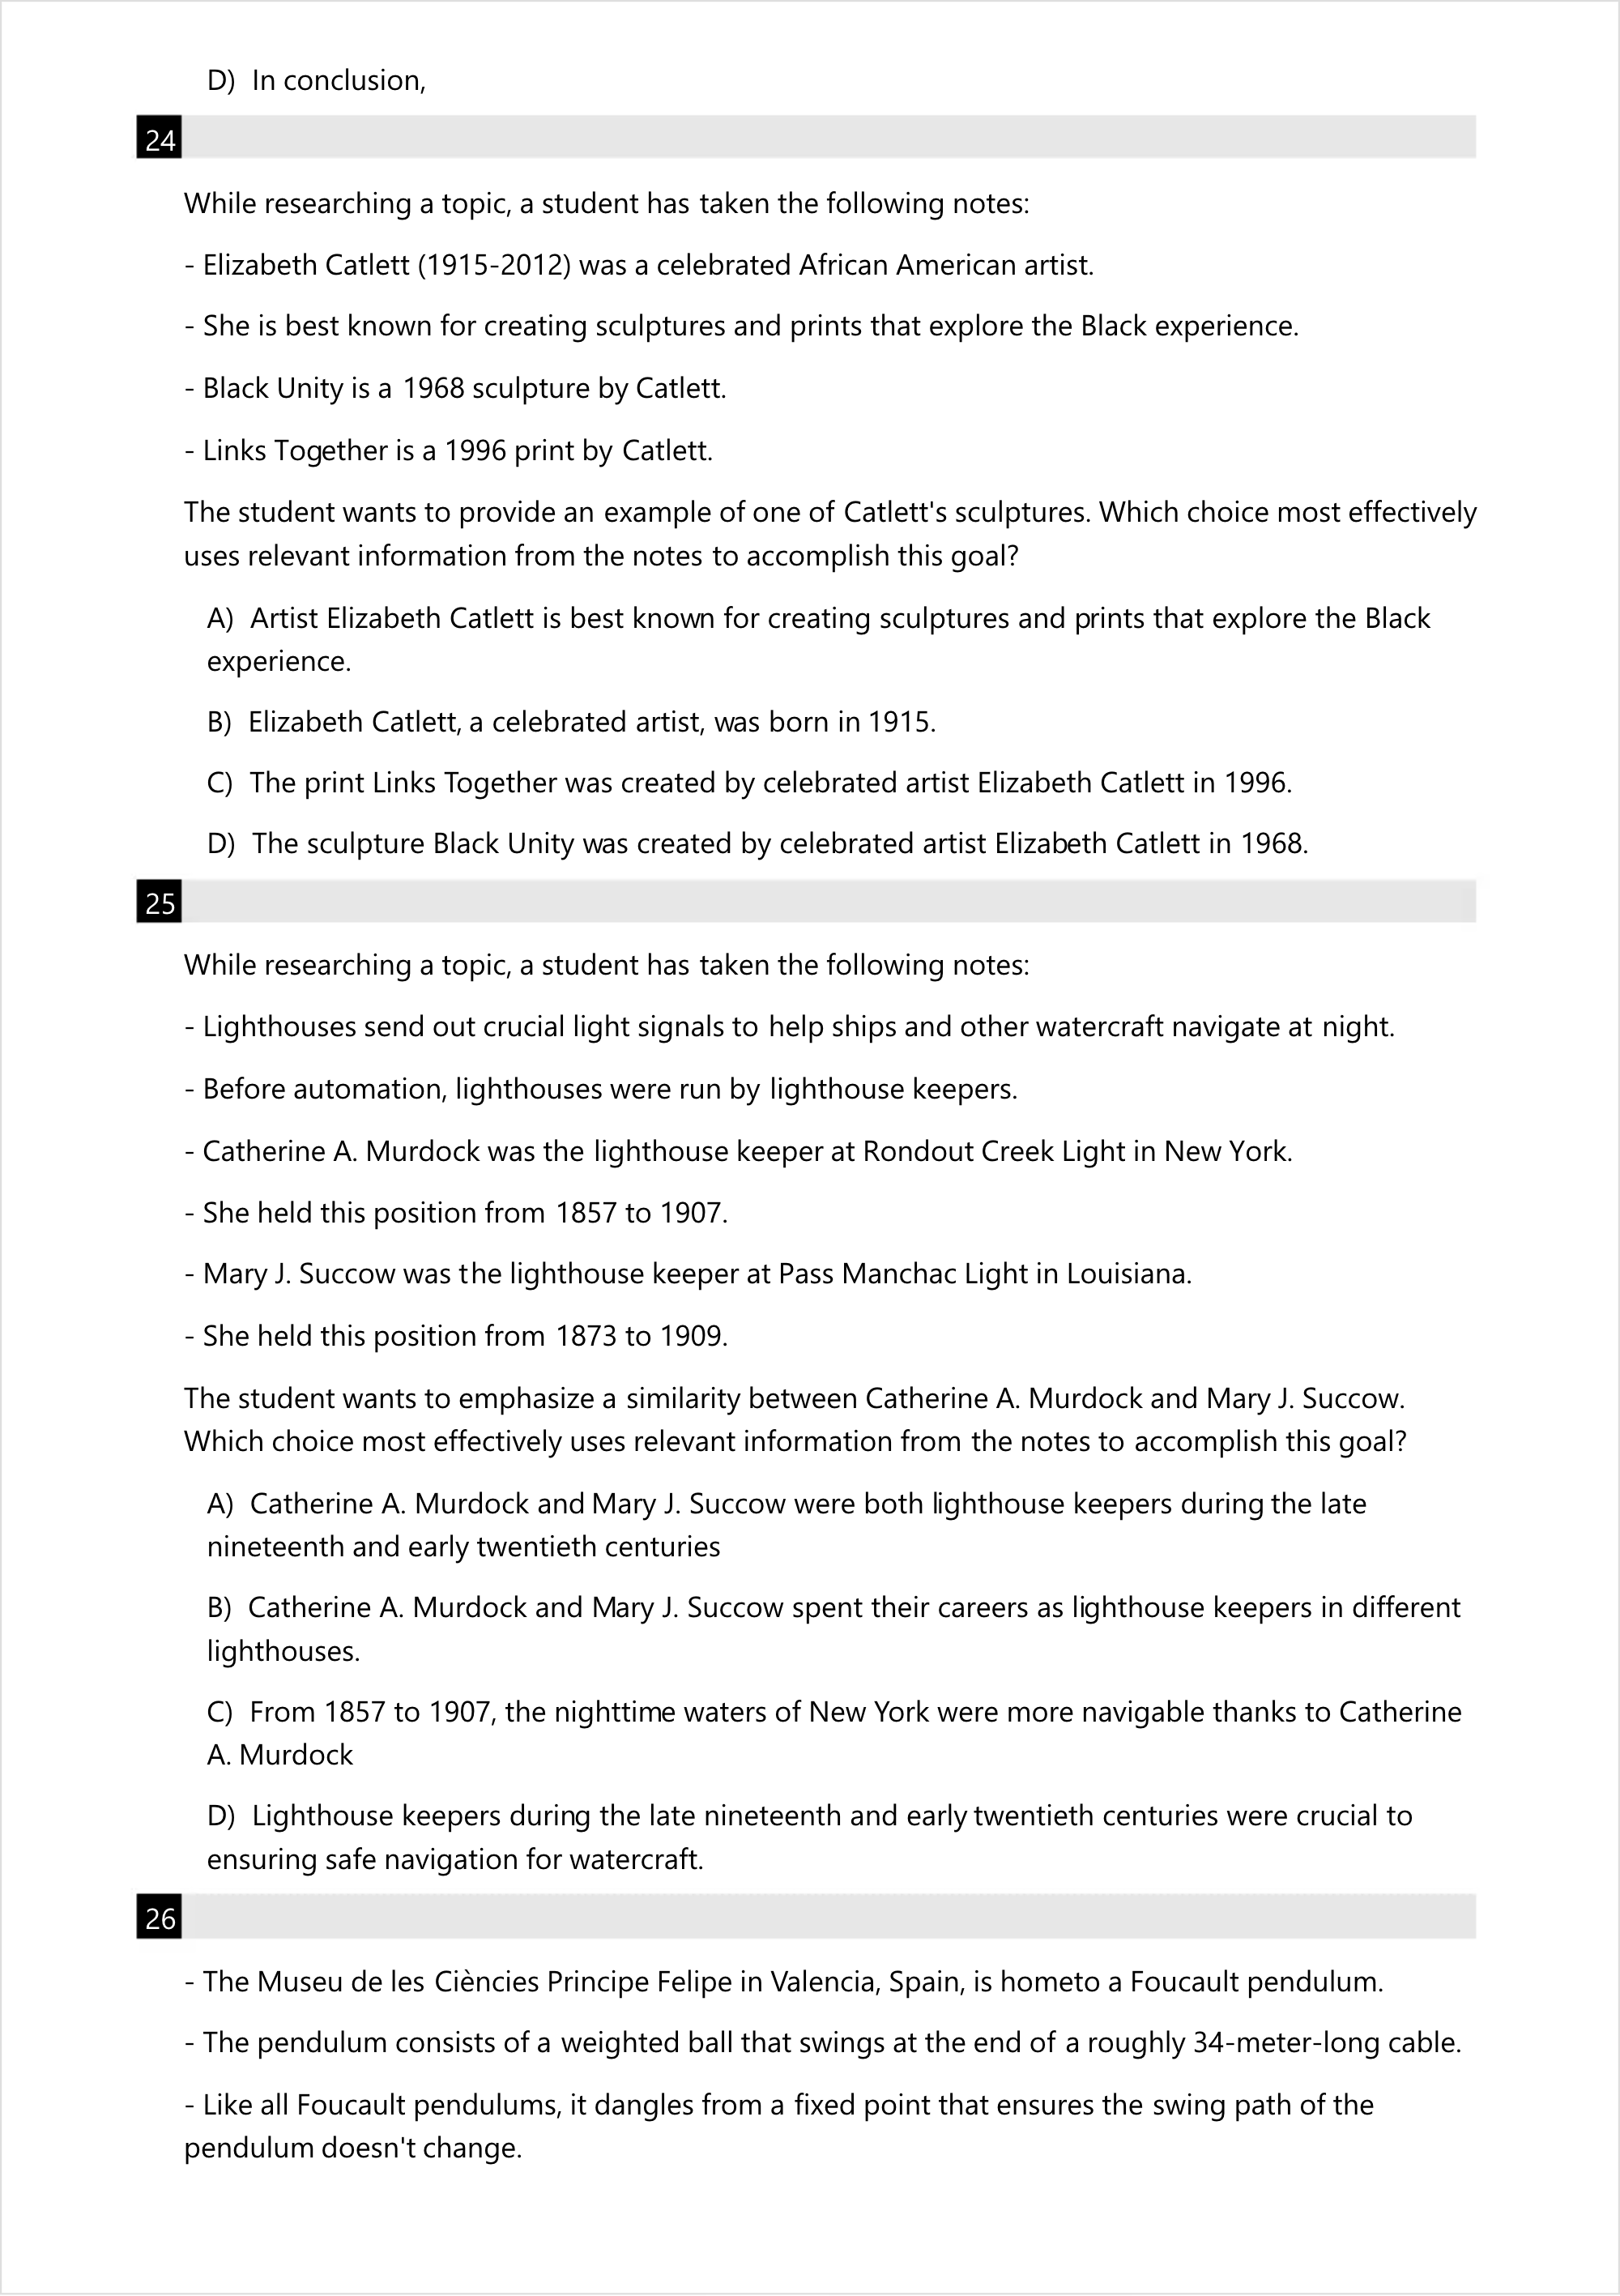 D) In conclusion,
24
While researching a topic, a student has taken the following notes:
- Elizabeth Catlett (1915-2012) was a celebrated African American artist.
- She is best known for creating sculptures and prints that explore the Black experience.
- Black Unity is a 1968 sculpture by Catlett.
- Links Together is a 1996 print by Catlett.
The student wants to provide an example of one of Catlett's sculptures. Which choice most effectively
uses relevant information from the notes to accomplish this goal?
A) Artist Elizabeth Catlett is best known for creating sculptures and prints that explore the Black
experience.
B) Elizabeth Catlett, a celebrated artist, was born in 1915.
C) The print Links Together was created by celebrated artist Elizabeth Catlett in 1996.
D) The sculpture Black Unity was created by celebrated artist Elizabeth Catlett in 1968.
25
While researching a topic, a student has taken the following notes:
- Lighthouses send out crucial light signals to help ships and other watercraft navigate at night.
- Before automation, lighthouses were run by lighthouse keepers.
- Catherine A. Murdock was the lighthouse keeper at Rondout Creek Light in New York.
- She held this position from 1857 to 1907.
- Mary J. Succow was the lighthouse keeper at Pass Manchac Light in Louisiana.
- She held this position from 1873 to 1909.
The student wants to emphasize a similarity between Catherine A. Murdock and Mary J. Succow.
Which choice most effectively uses relevant information from the notes to accomplish this goal?
A) Catherine A. Murdock and Mary J. Succow were both lighthouse keepers during the late
nineteenth and early twentieth centuries
B) Catherine A. Murdock and Mary J. Succow spent their careers as lighthouse keepers in different
lighthouses.
C) From 1857 to 1907, the nighttime waters of New York were more navigable thanks to Catherine
A. Murdock
D) Lighthouse keepers during the late nineteenth and early twentieth centuries were crucial to
ensuring safe navigation for watercraft.
26
- The Museu de les Ciències Principe Felipe in Valencia, Spain, is hometo a Foucault pendulum.
- The pendulum consists of a weighted ball that swings at the end of a roughly 34-meter-long cable.
- Like all Foucault pendulums, it dangles from a fixed point that ensures the swing path of the
pendulum doesn't change.